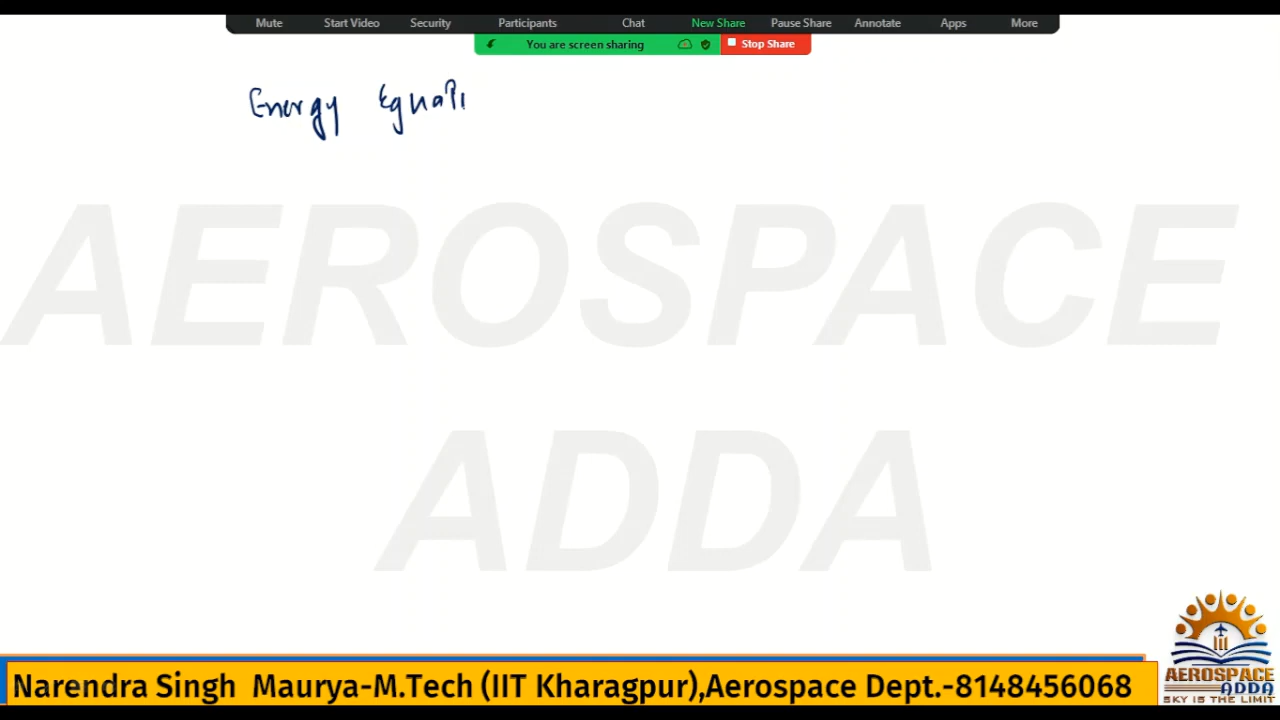 Mute Start Video Security Participants Chat New Share Pause Share Annotate Apps More
You are screen sharing Stop Share
Energy Equati
AEROSPACE
ADDA
Narendra Singh Maurya-M.Tech (IIT Kharagpur),Aerospace Dept.-8148456068
AEROSPACE
ADDA
SKY IS THE LIMIT